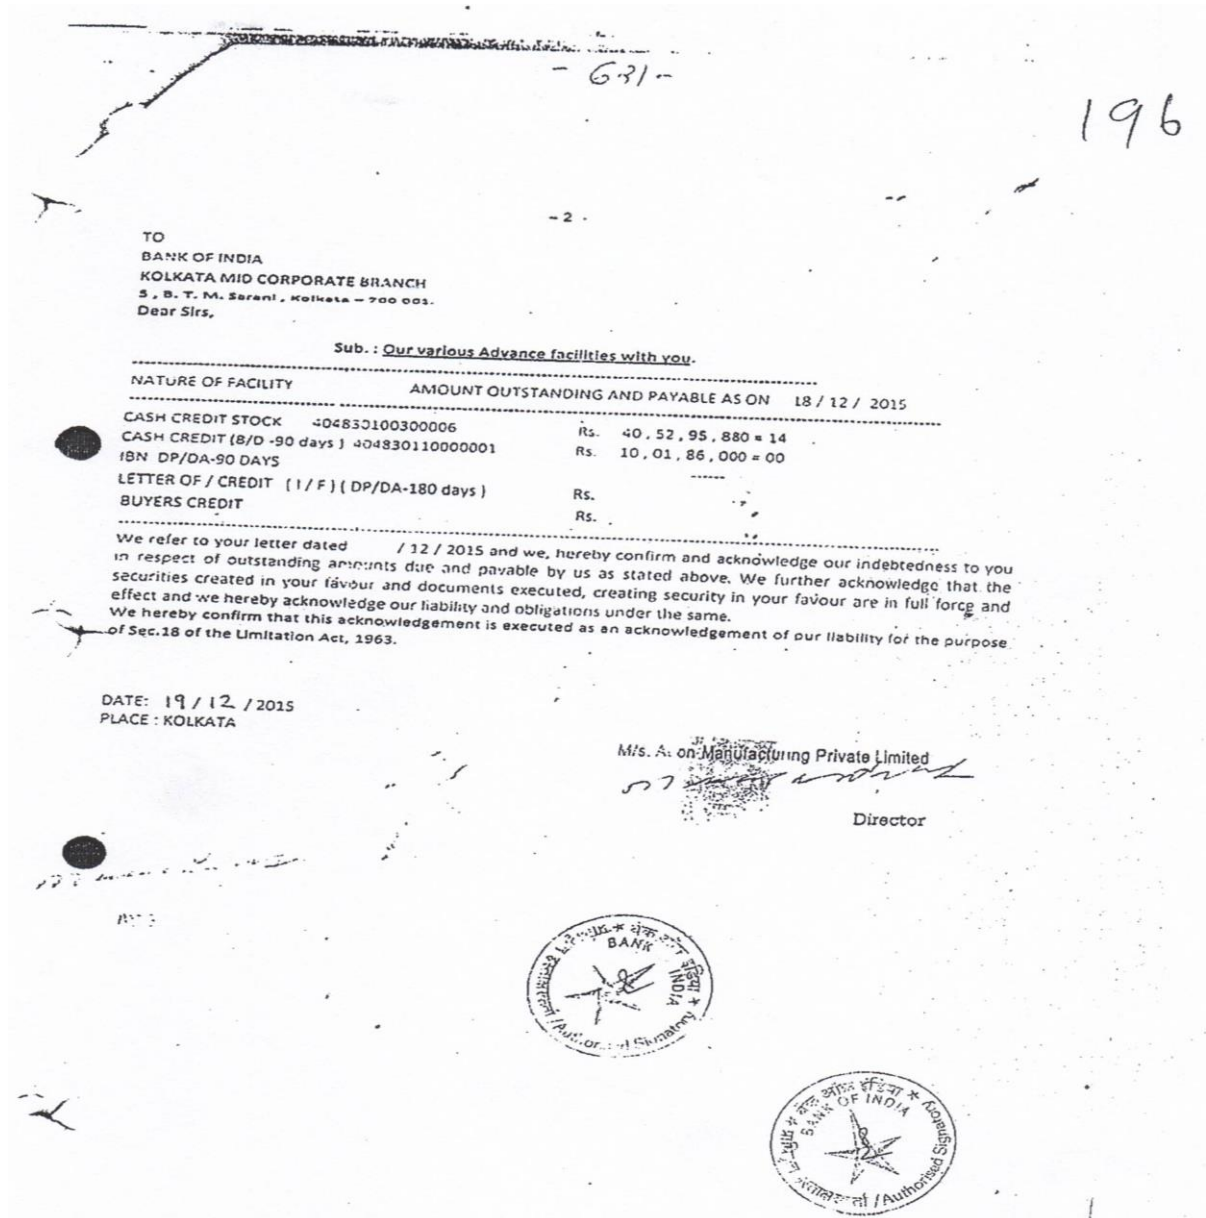 - 631 -
196
- 2 -
TO
BANK OF INDIA
KOLKATA MID CORPORATE BRANCH
5 , B. T. M. Sarani , Kolkata – 700 001.
Dear Sirs,
Sub. : Our various Advance facilities with you.
NATURE OF FACILITY AMOUNT OUTSTANDING AND PAYABLE AS ON 18 / 12 / 2015
CASH CREDIT STOCK 404830100300006 Rs. 40 , 52 , 95 , 880 = 14
CASH CREDIT (B/D -90 days ) 404830110000001 Rs. 10 , 01 , 86 , 000 = 00
IBN DP/DA-90 DAYS ------
LETTER OF / CREDIT ( I / F ) ( DP/DA-180 days ) Rs.
BUYERS CREDIT Rs.
We refer to your letter dated / 12 / 2015 and we, hereby confirm and acknowledge our indebtedness to you
in respect of outstanding amounts due and payable by us as stated above. We further acknowledge that the
securities created in your favour and documents executed, creating security in your favour are in full force and
effect and we hereby acknowledge our liability and obligations under the same.
We hereby confirm that this acknowledgement is executed as an acknowledgement of our liability for the purpose
of Sec.18 of the Limitation Act, 1963.
DATE: 19 / 12 / 2015
PLACE : KOLKATA
M/s. Manufacturing Private Limited
Director
बैंक ऑफ इंडिया
BANK INDIA
Signatory
बैंक ऑफ इंडिया
BANK OF INDIA
/ Authorised Signatory